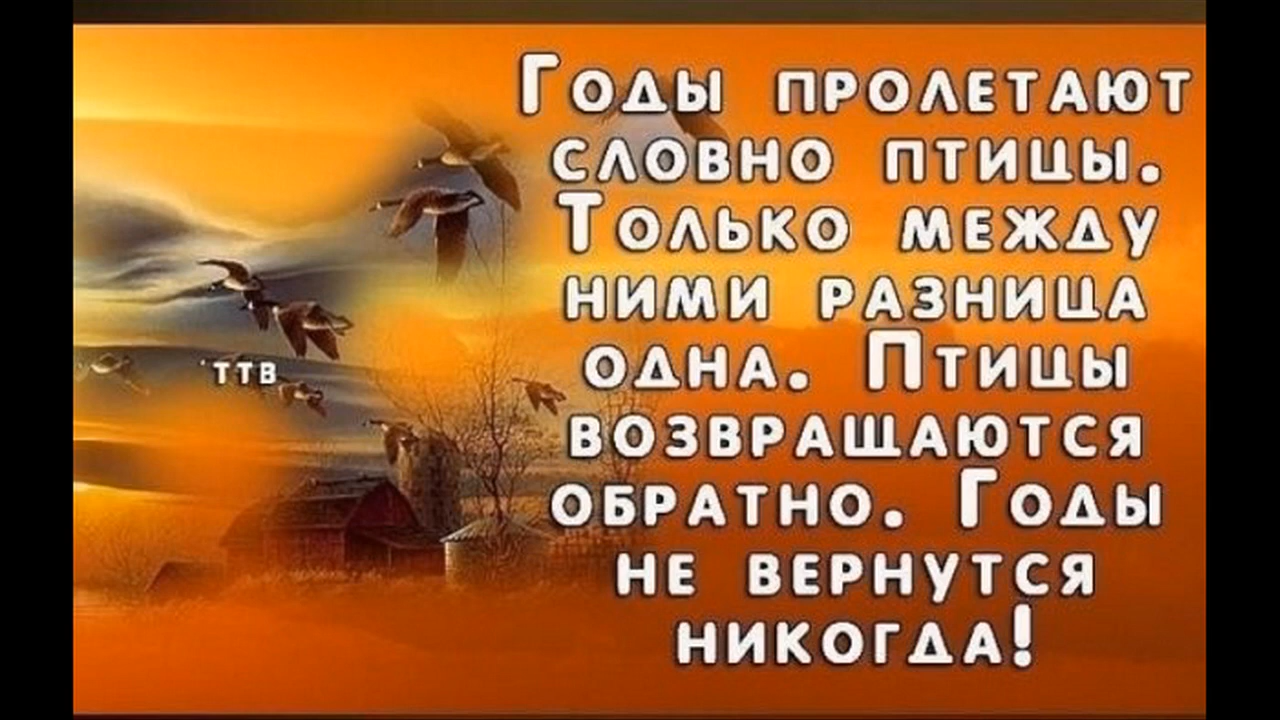 Годы пролетают
словно птицы.
Только между
ними разница
одна. Птицы
возвращаются
обратно. Годы
не вернутся
никогда!
ттв